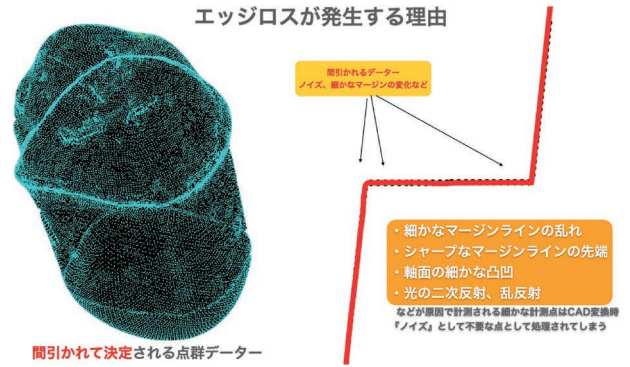 エッジロスが発生する理由
間引かれるデーター
ノイズ、細かなマージンの変化など
・細かなマージンラインの乱れ
・シャープなマージンラインの先端
・軸面の細かな凸凹
・光の二次反射、乱反射
などが原因で計測される細かな計測点はCAD変換時
『ノイズ』として不要な点として処理されてしまう
間引かれて決定される点群データー